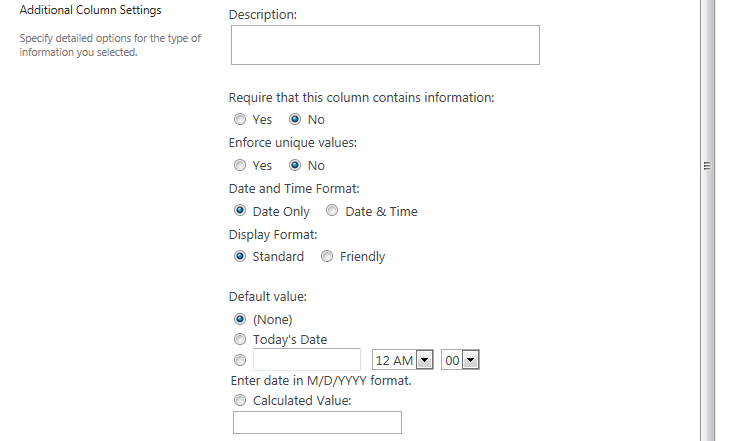 Additional Column Settings
Specify detailed options for the type of
information you selected.
Description:
Require that this column contains information:
Yes No
Enforce unique values:
Yes No
Date and Time Format:
Date Only Date & Time
Display Format:
Standard Friendly
Default value:
(None)
Today's Date
12 AM 00
Enter date in M/D/YYYY format.
Calculated Value: